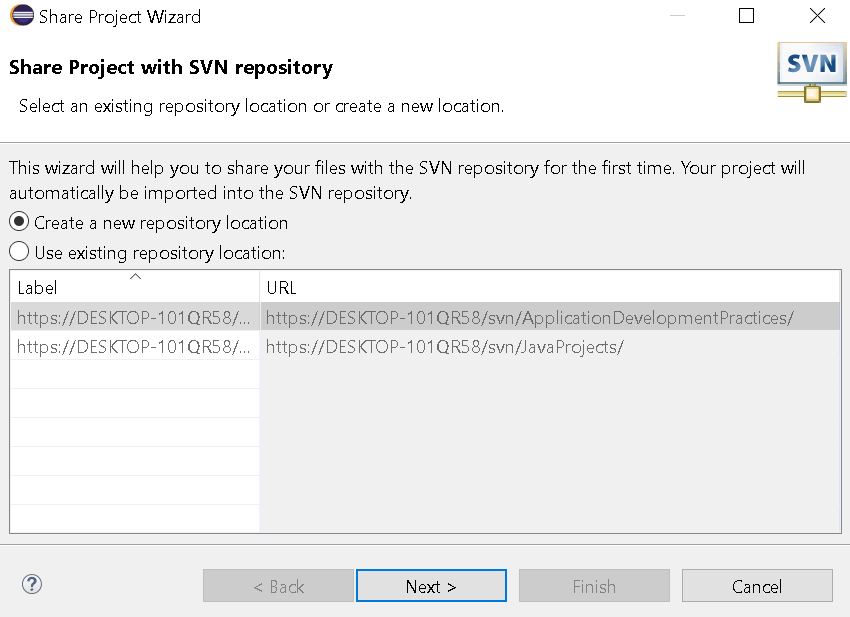 Share Project Wizard
Share Project with SVN repository
SVN
Select an existing repository location or create a new location.
This wizard will help you to share your files with the SVN repository for the first time. Your project will
automatically be imported into the SVN repository.
Create a new repository location
Use existing repository location:
Label URL
https://DESKTOP-101QR58/... https://DESKTOP-101QR58/svn/ApplicationDevelopmentPractices/
https://DESKTOP-101QR58/... https://DESKTOP-101QR58/svn/JavaProjects/
? < Back Next > Finish Cancel